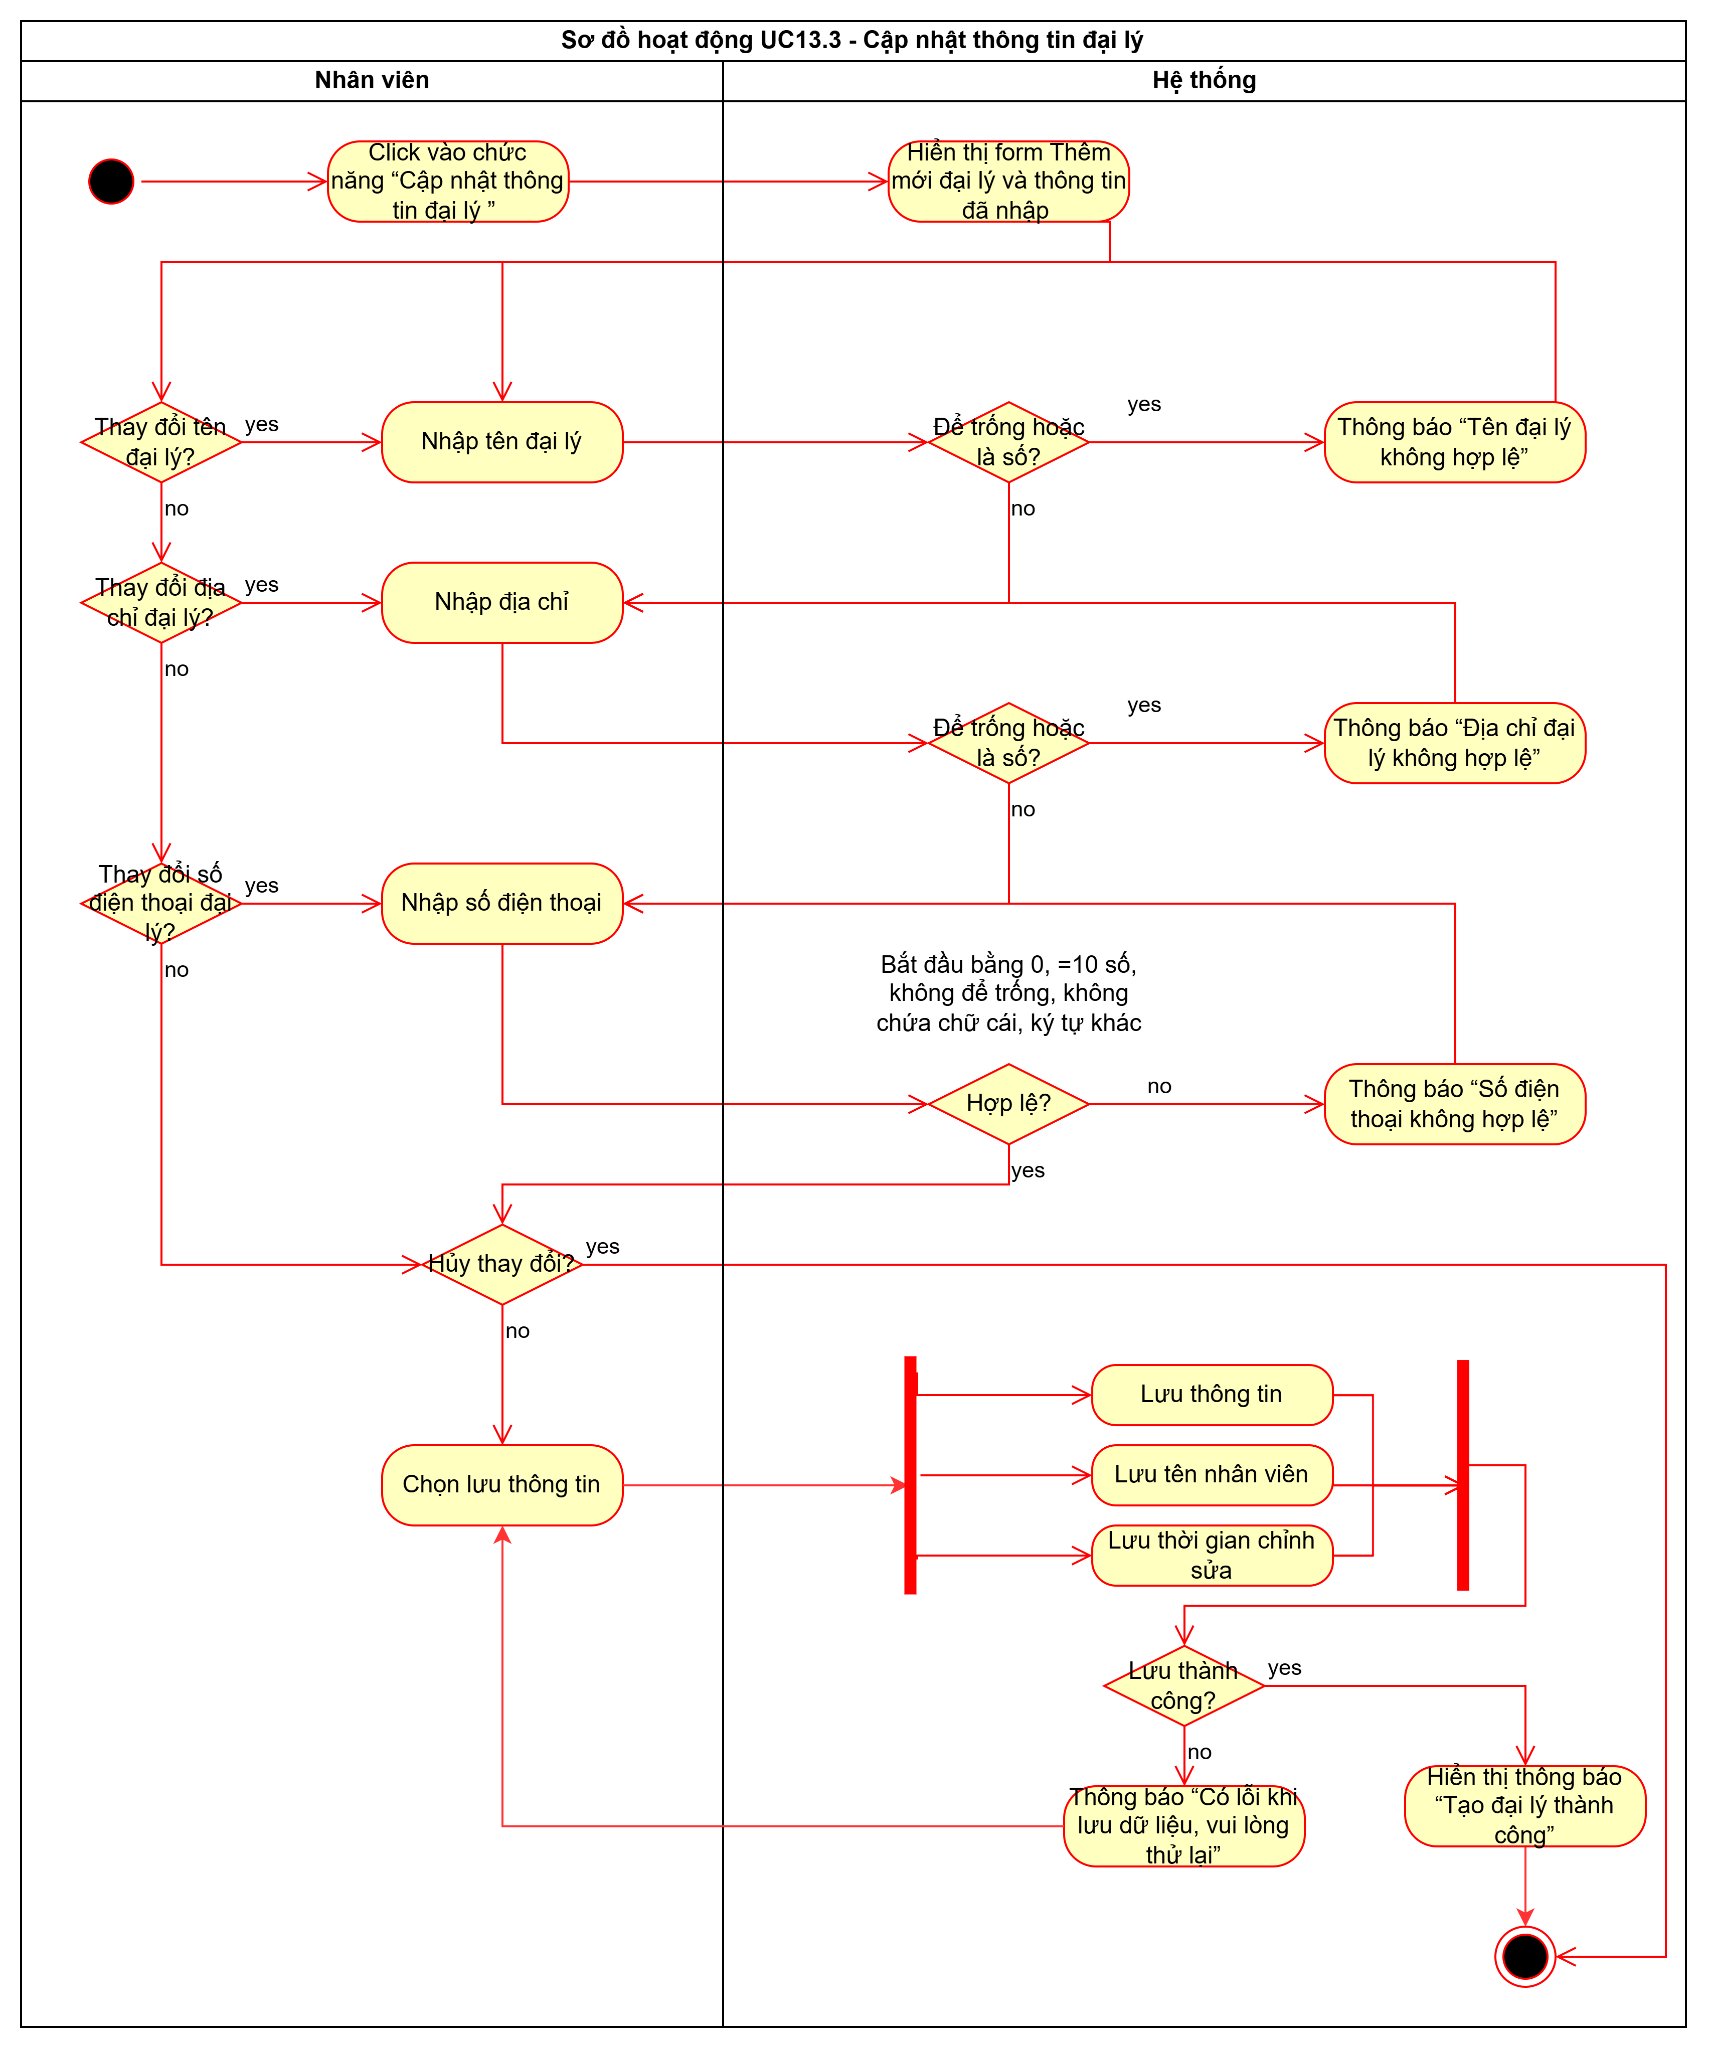 Sơ đồ hoạt động UC13.3 - Cập nhật thông tin đại lý
Nhân viên
Hệ thống
Click vào chức
năng “Cập nhật thông
tin đại lý ”
Hiển thị form Thêm
mới đại lý và thông tin
đã nhập
Thay đổi tên
đại lý?
yes
Nhập tên đại lý
Để trống hoặc
là số?
yes
Thông báo “Tên đại lý
không hợp lệ”
no
no
Thay đổi địa
chỉ đại lý?
yes
Nhập địa chỉ
no
Để trống hoặc
là số?
yes
Thông báo “Địa chỉ đại
lý không hợp lệ”
no
Thay đổi số
điện thoại đại
lý?
yes
Nhập số điện thoại
no
Bắt đầu bằng 0, =10 số,
không để trống, không
chứa chữ cái, ký tự khác
Hợp lệ?
no
Thông báo “Số điện
thoại không hợp lệ”
yes
Hủy thay đổi?
yes
no
Lưu thông tin
Chọn lưu thông tin
Lưu tên nhân viên
Lưu thời gian chỉnh
sửa
Lưu thành
công?
yes
no
Thông báo “Có lỗi khi
lưu dữ liệu, vui lòng
thử lại”
Hiển thị thông báo
“Tạo đại lý thành
công”